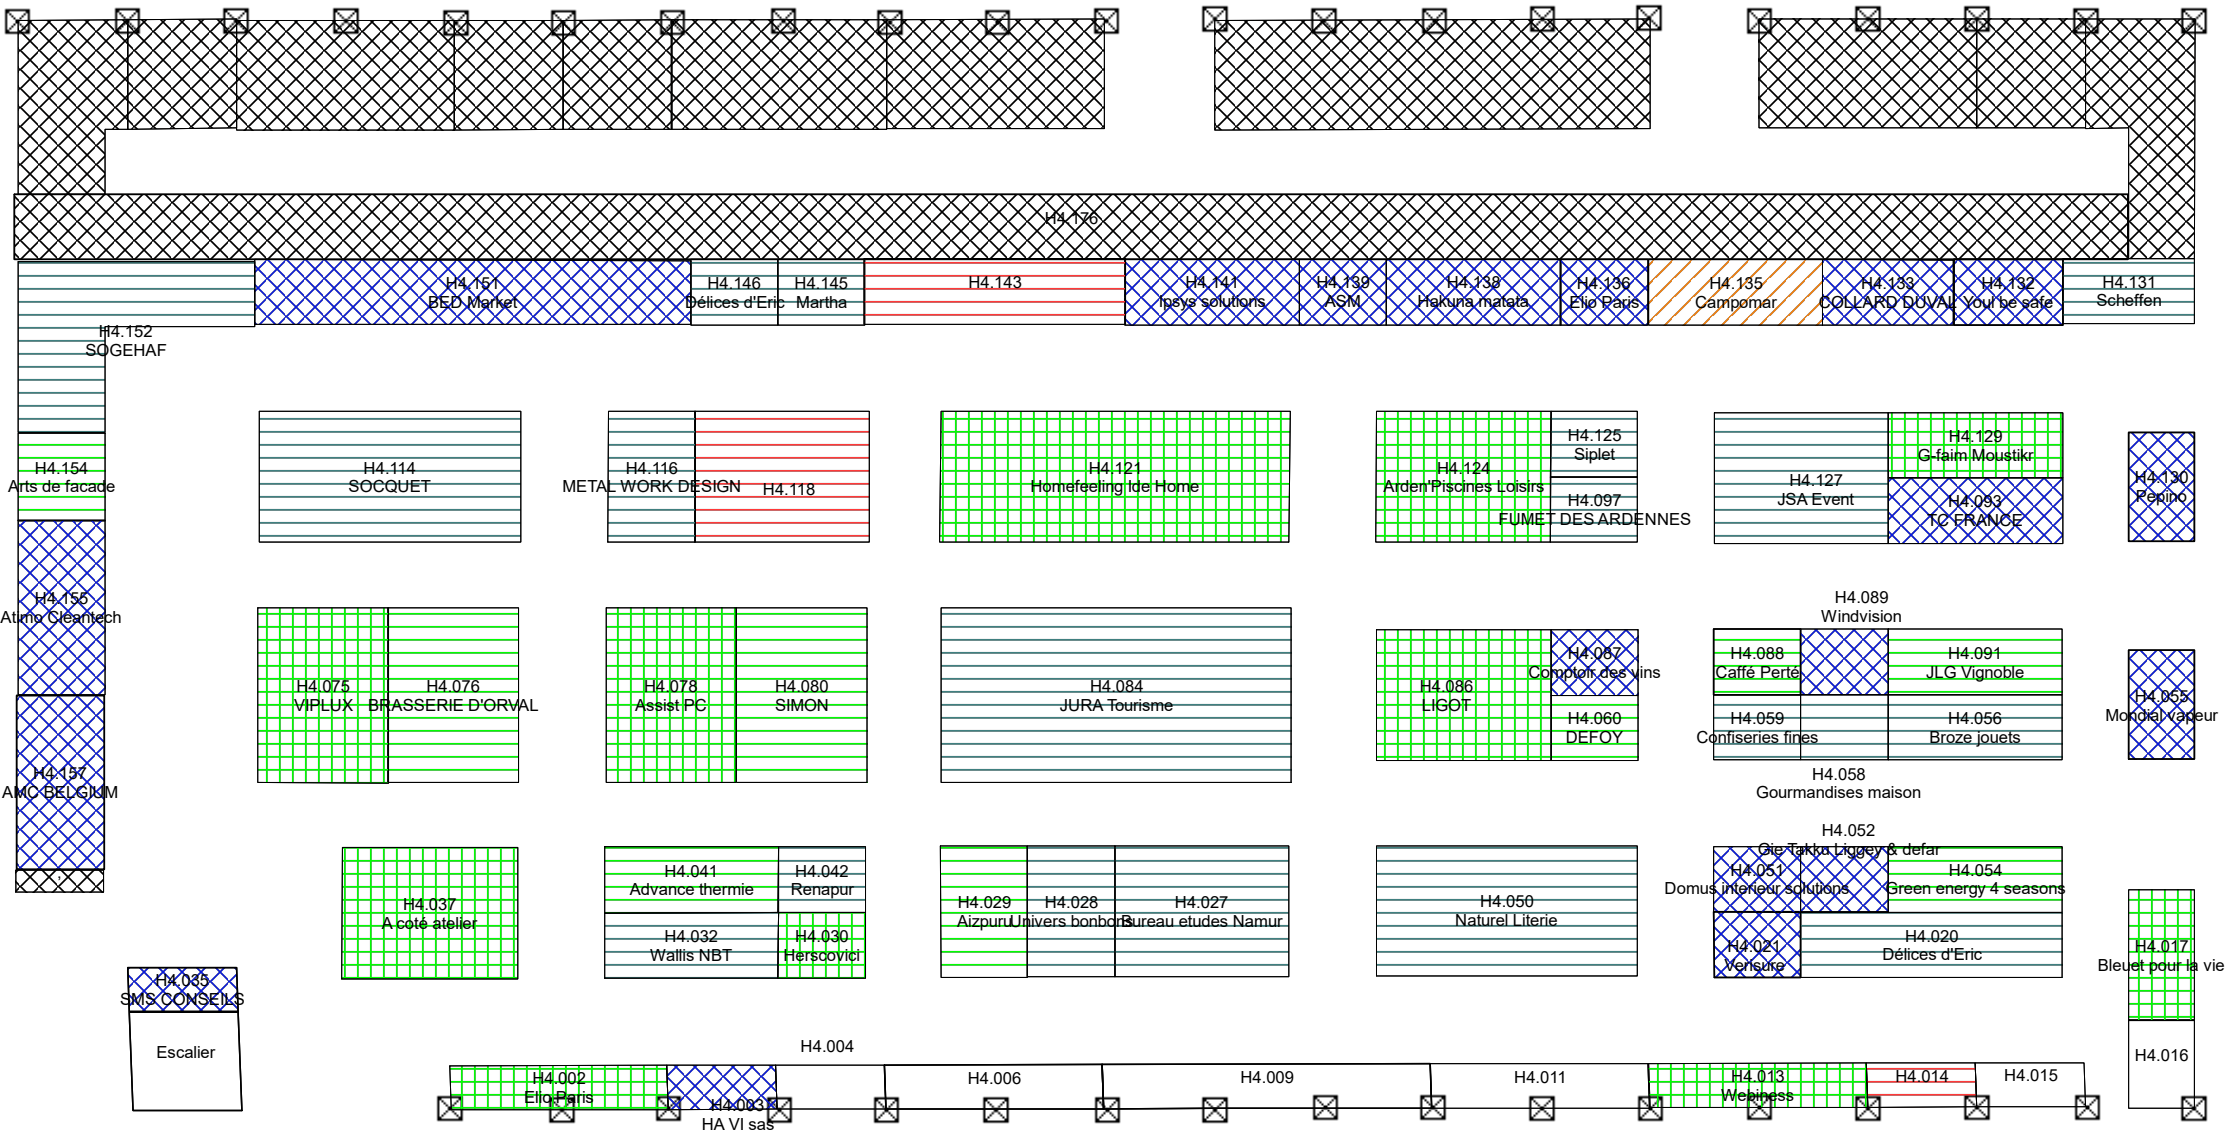 H4.176
H4.151
BED Market
H4.146
Délices d'Eric
H4.145
Martha
H4.143
H4.141
Ipsys solutions
H4.139
ASM
H4.138
Hakuna matata
H4.136
Elio Paris
H4.135
Campomar
H4.133
COLLARD DUVAL
H4.132
Youl be safe
H4.131
Scheffen
H4.152
SOGEHAF
H4.154
Arts de facade
H4.114
SOCQUET
H4.116
METAL WORK DESIGN
H4.118
H4.121
Homefeeling Ide Home
H4.124
Arden'Piscines Loisirs
H4.125
Siplet
H4.097
FUMET DES ARDENNES
H4.127
JSA Event
H4.129
G-faim Moustikr
H4.093
TC FRANCE
H4.130
Pepino
H4.155
Atimo Cleantech
H4.089
Windvision
H4.075
VIPLUX
H4.076
BRASSERIE D'ORVAL
H4.078
Assist PC
H4.080
SIMON
H4.084
JURA Tourisme
H4.086
LIGOT
H4.087
Comptoir des vins
H4.060
DEFOY
H4.088
Caffé Perté
H4.091
JLG Vignoble
H4.059
Confiseries fines
H4.056
Broze jouets
H4.055
Mondial vapeur
H4.058
Gourmandises maison
H4.157
AMC BELGIUM
,
H4.037
A coté atelier
H4.041
Advance thermie
H4.042
Renapur
H4.032
Wallis NBT
H4.030
Herscovici
H4.029
Aizpuru
H4.028
Univers bonbons
H4.027
Bureau etudes Namur
H4.050
Naturel Literie
H4.052
Gie Takku Liggey & defar
H4.051
Domus interieur solutions
H4.054
Green energy 4 seasons
H4.021
Verisure
H4.020
Délices d'Eric
H4.017
Bleuet pour la vie
H4.016
H4.035
SMS CONSEILS
Escalier
H4.002
Elio Paris
H4.003
HA VI sas
H4.004
H4.006
H4.009
H4.011
H4.013
Webiness
H4.014
H4.015